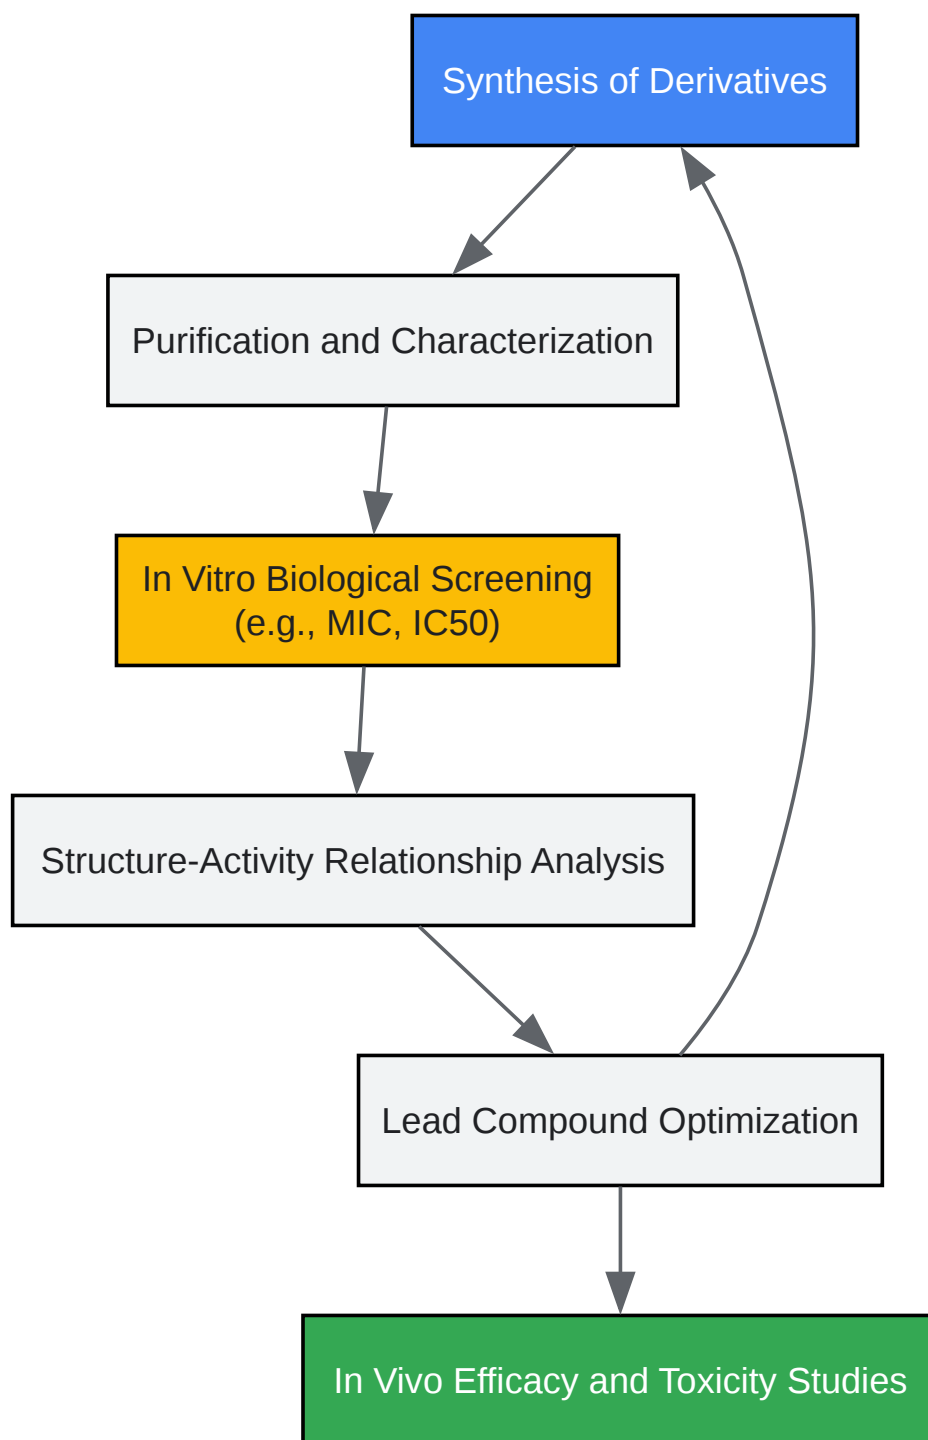 Synthesis of Derivatives
Purification and Characterization
In Vitro Biological Screening
(e.g., MIC, IC50)
Structure-Activity Relationship Analysis
Lead Compound Optimization
In Vivo Efficacy and Toxicity Studies